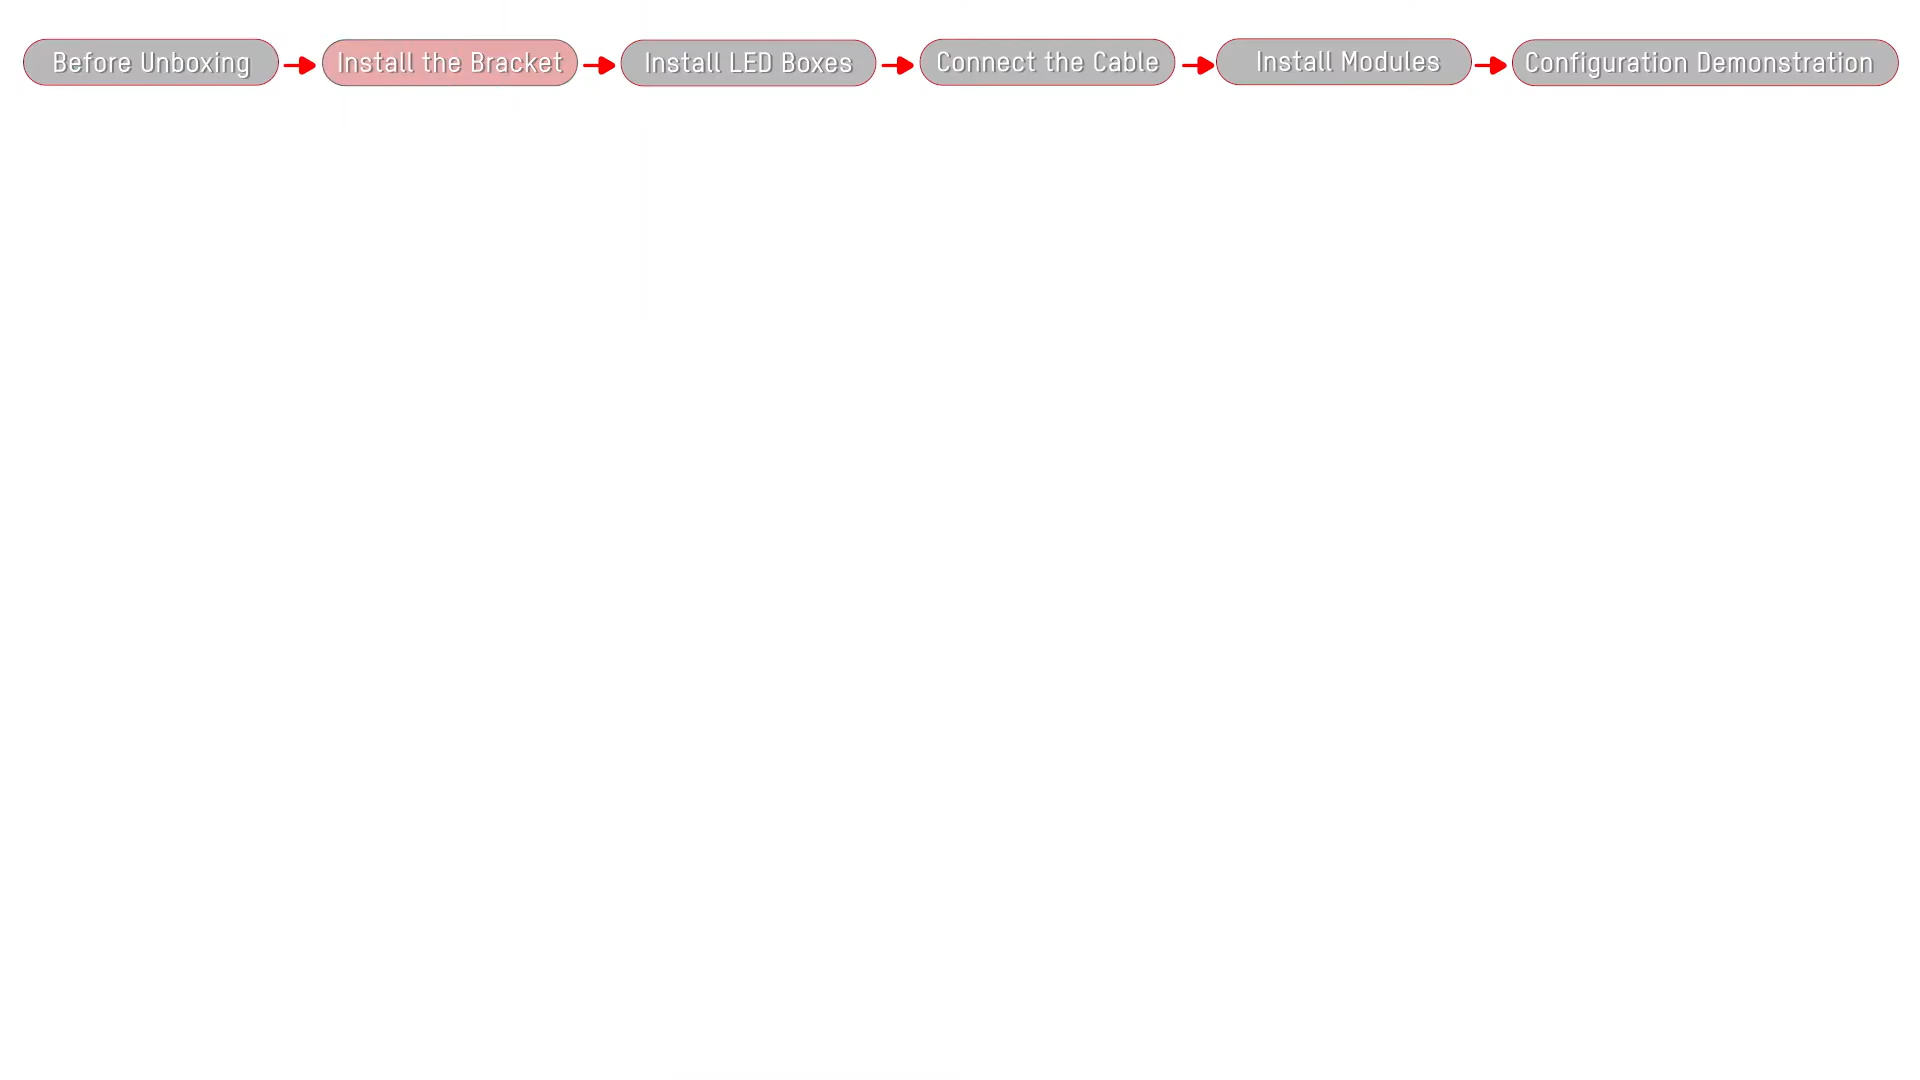 Before Unboxing
Install the Bracket
Install LED Boxes
Connect the Cable
Install Modules
Configuration Demonstration